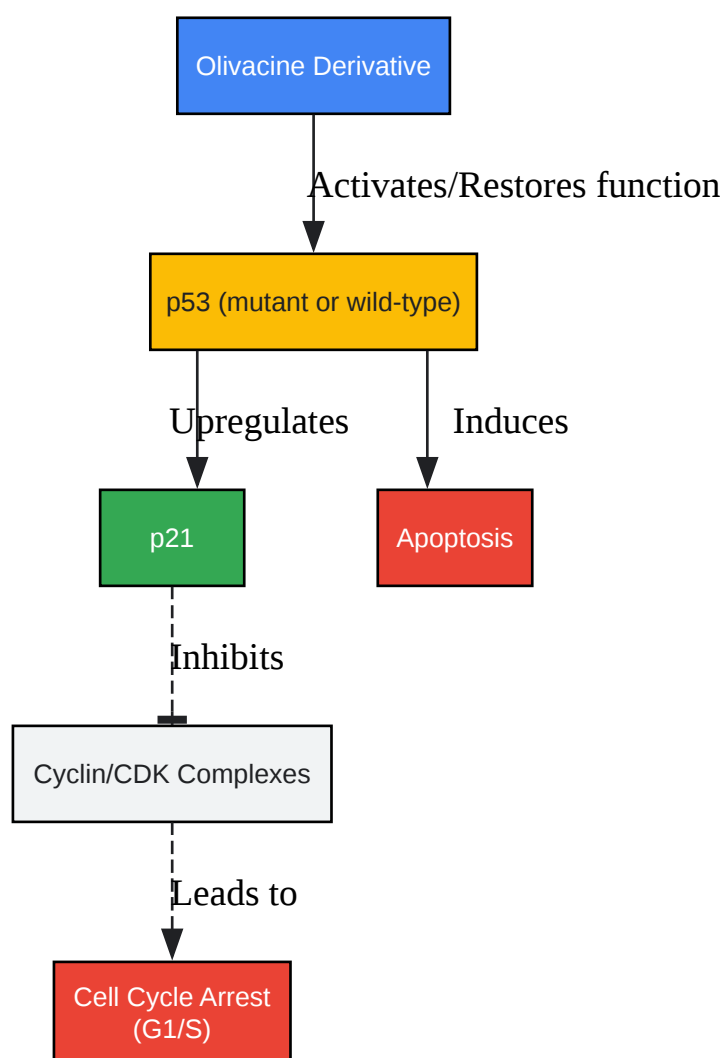 Olivacine Derivative
Activates/Restores function
p53 (mutant or wild-type)
Upregulates
Induces
p21
Apoptosis
Inhibits
Cyclin/CDK Complexes
Leads to
Cell Cycle Arrest
(G1/S)